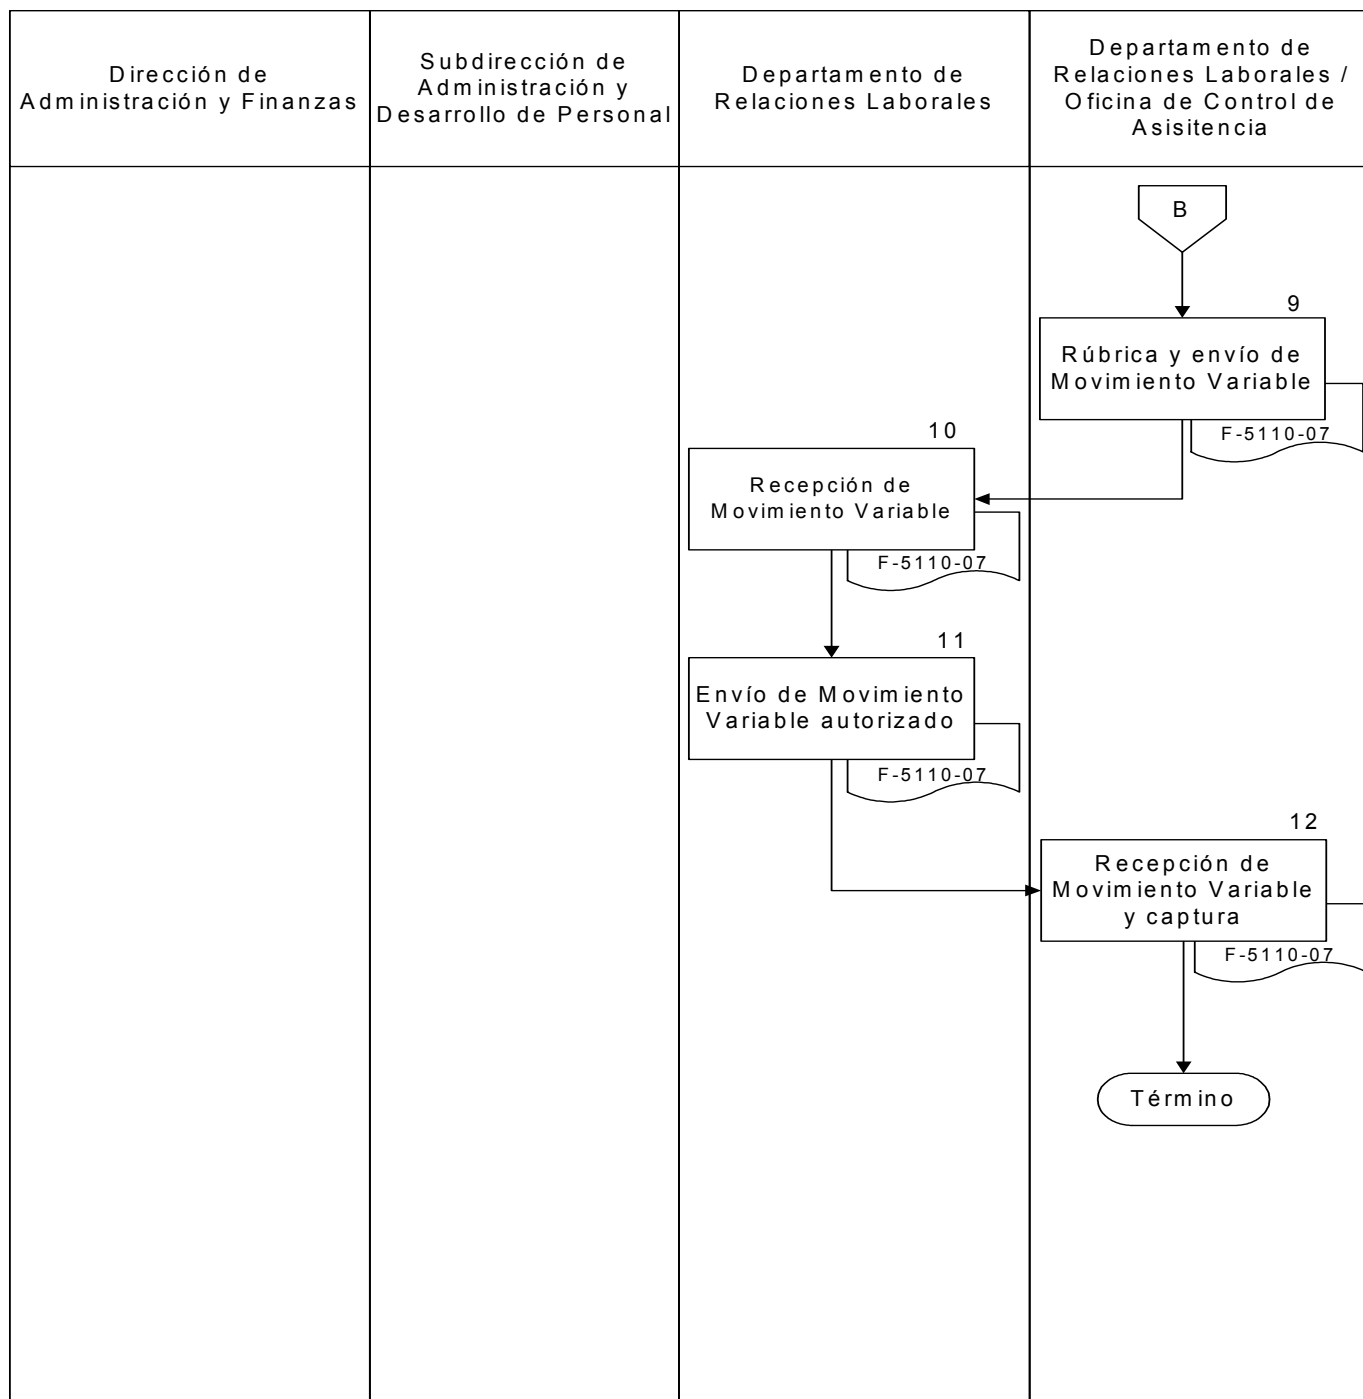 Dirección de
Administración y Finanzas
Subdirección de
Administración y
Desarrollo de Personal
Departamento de
Relaciones Laborales
Departamento de
Relaciones Laborales /
Oficina de Control de
Asisitencia
B
9
Rúbrica y envío de
Movimiento Variable
F-5110-07
10
Recepción de
Movimiento Variable
F-5110-07
11
Envío de Movimiento
Variable autorizado
F-5110-07
12
Recepción de
Movimiento Variable
y captura
F-5110-07
Término